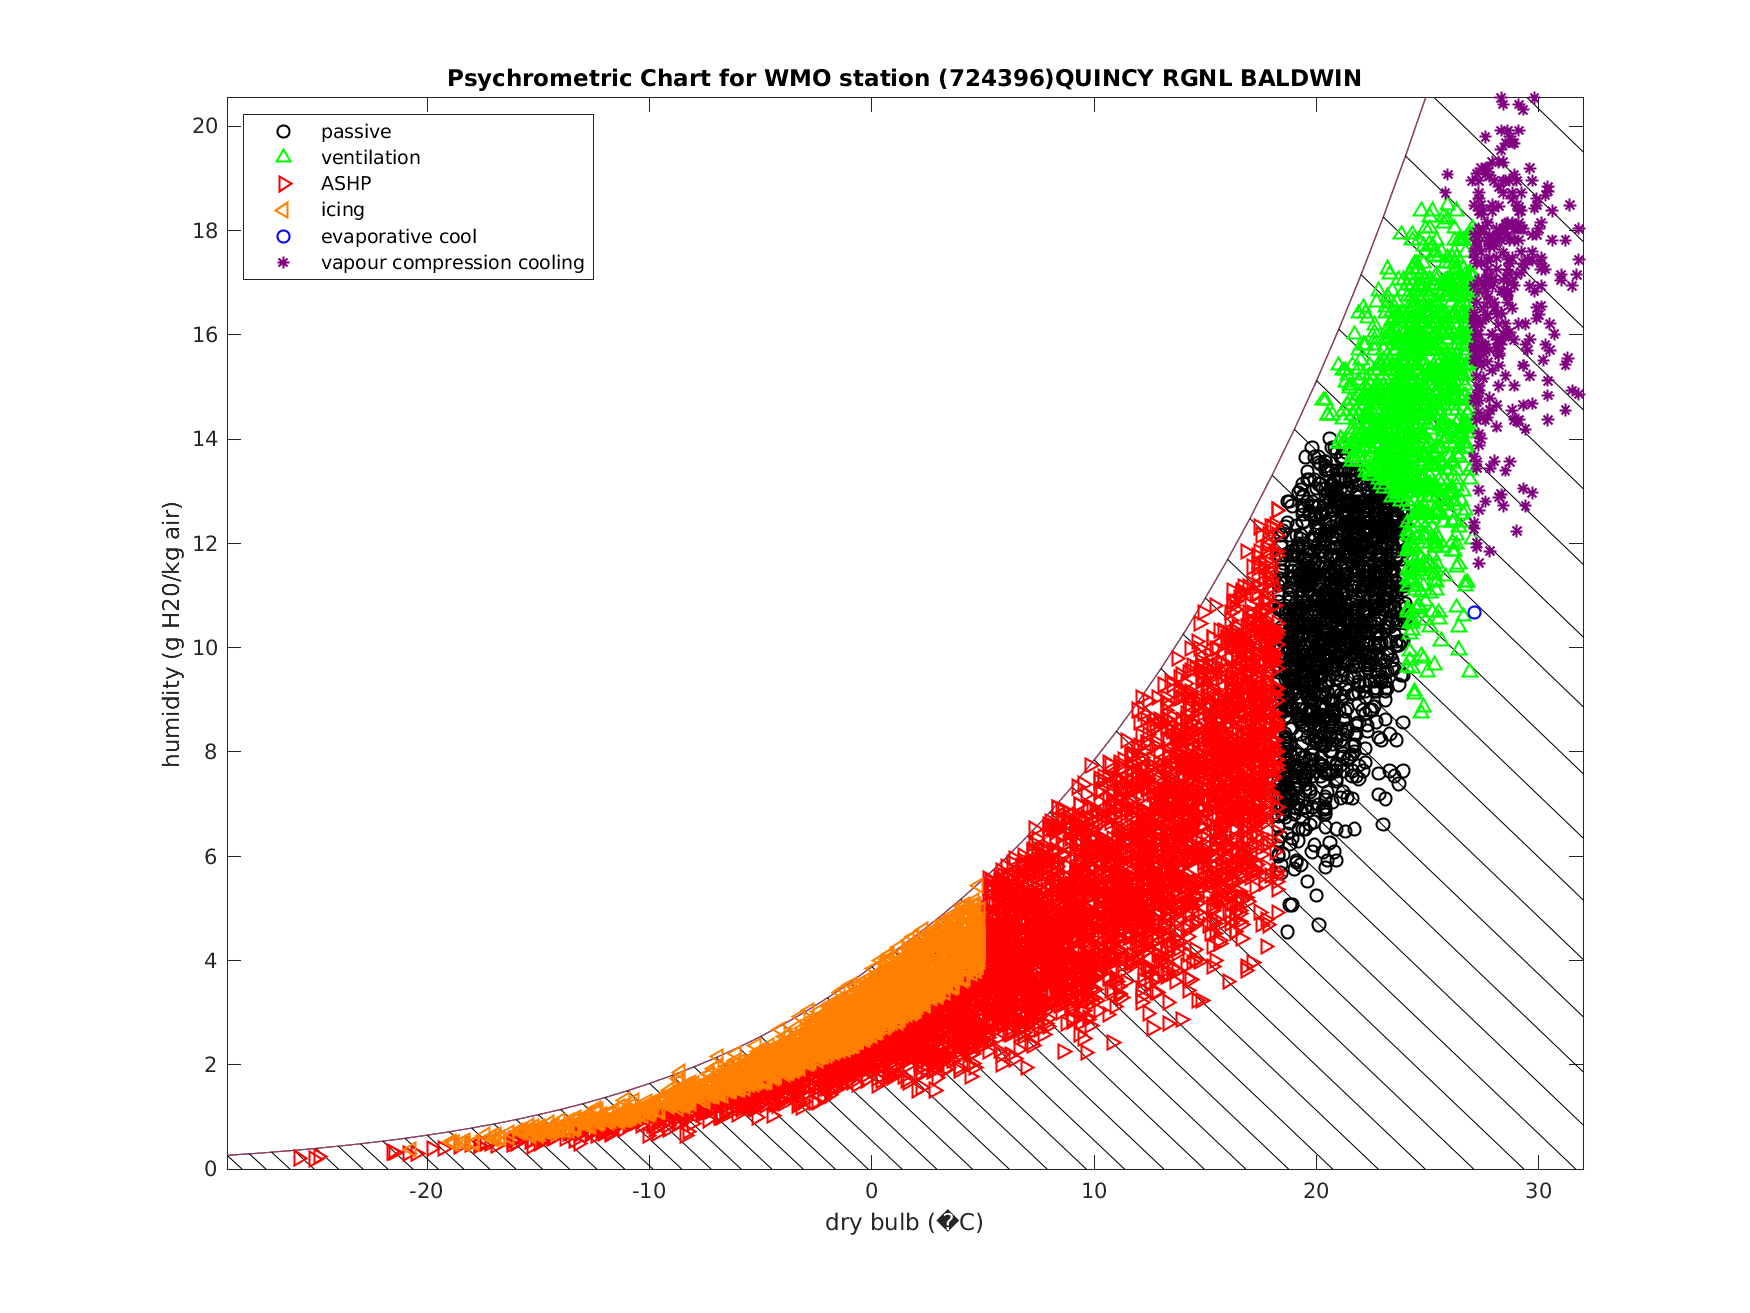 Psychrometric Chart for WMO station (724396)QUINCY RGNL BALDWIN
passive
ventilation
ASHP
icing
evaporative cool
vapour compression cooling
humidity (g H20/kg air)
20
18
16
14
12
10
8
6
4
2
0
-20 -10 0 10 20 30
dry bulb (�C)